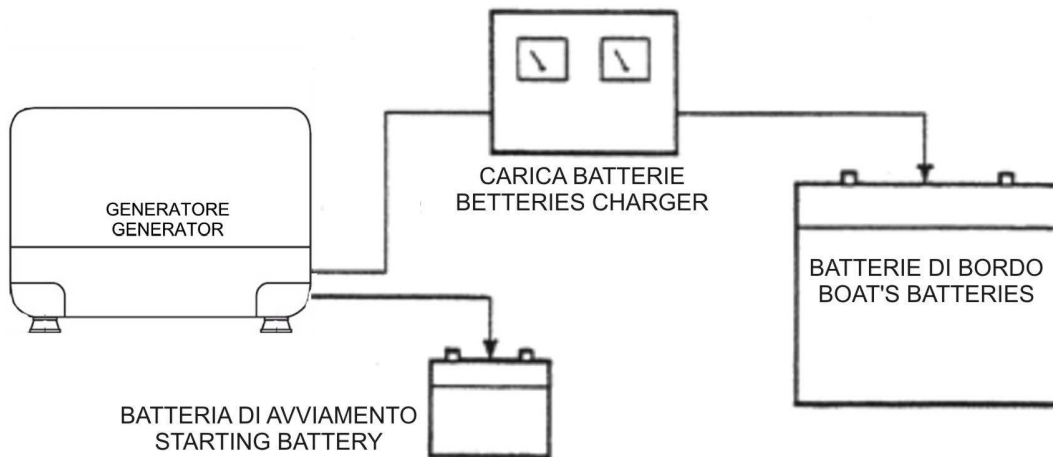 GENERATORE
GENERATOR
CARICA BATTERIE
BETTERIES CHARGER
BATTERIE DI BORDO
BOAT'S BATTERIES
BATTERIA DI AVVIAMENTO
STARTING BATTERY